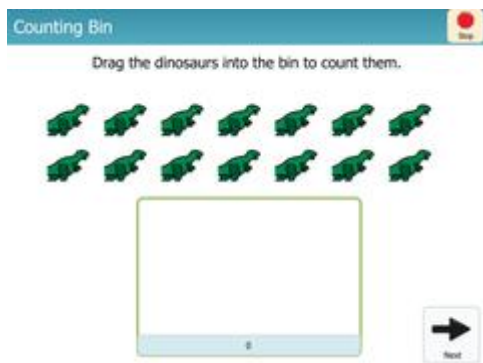 Counting Bin
Stop
Drag the dinosaurs into the bin to count them.
0
Next